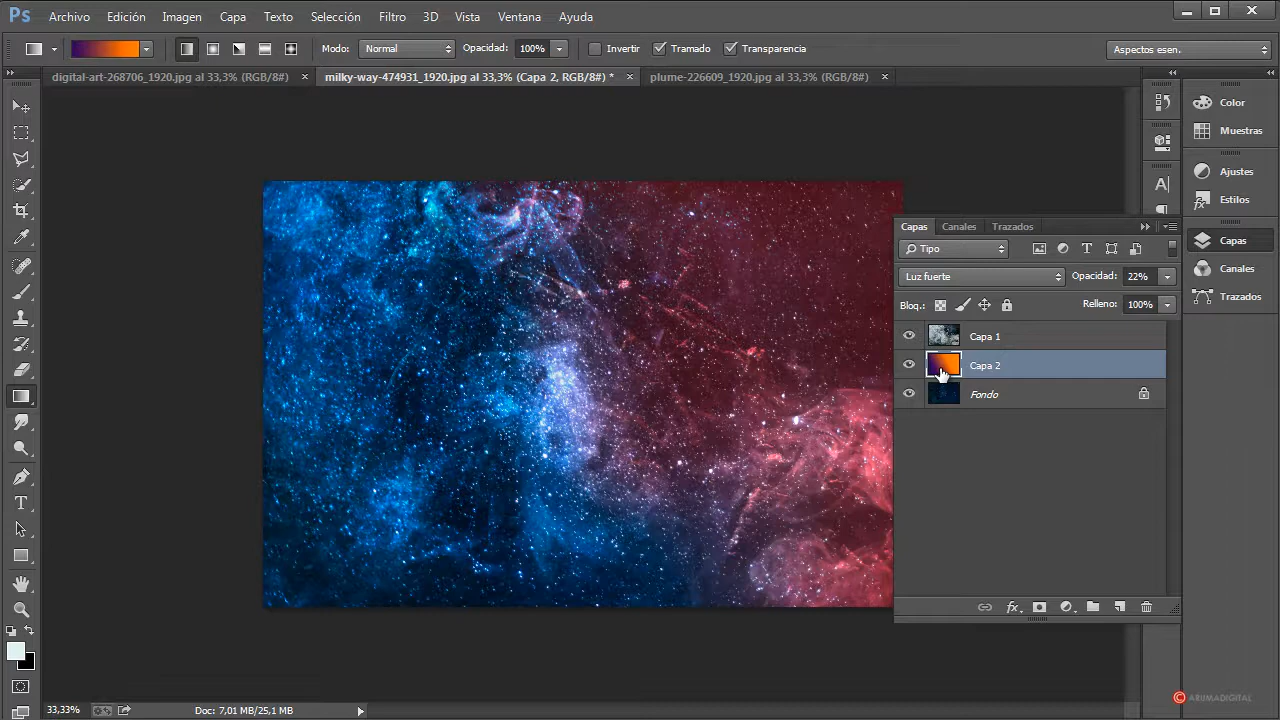 Ps Archivo Edición Imagen Capa Texto Selección Filtro 3D Vista Ventana Ayuda
Modo: Normal Opacidad: 100% Invertir Tramado Transparencia Aspectos esen.
digital-art-268706_1920.jpg al 33,3% (RGB/8#) × milky-way-474931_1920.jpg al 33,3% (Capa 2, RGB/8#) * × plume-226609_1920.jpg al 33,3% (RGB/8#) ×
Color
Muestras
Ajustes
Estilos
Capas
Canales
Trazados
Capas Canales Trazados
Tipo
Luz fuerte Opacidad: 22%
Bloq.: Relleno: 100%
Capa 1
Capa 2
Fondo
fx
33,33% Doc: 7,01 MB/25,1 MB
© ARUMADIGITAL